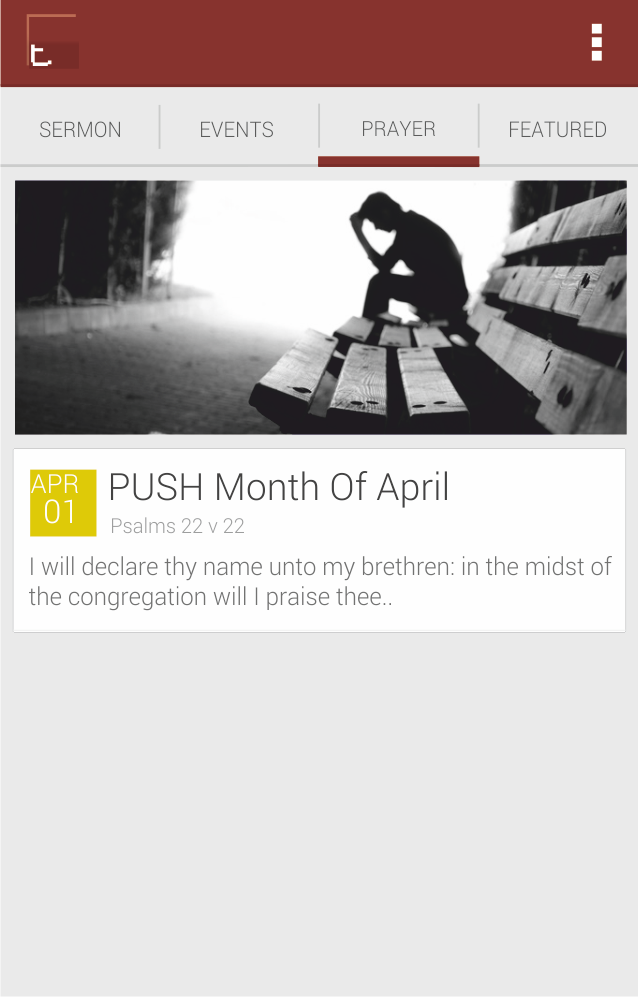 t.
SERMON EVENTS PRAYER FEATURED
APR
01
PUSH Month Of April
Psalms 22 v 22
I will declare thy name unto my brethren: in the midst of
the congregation will I praise thee..